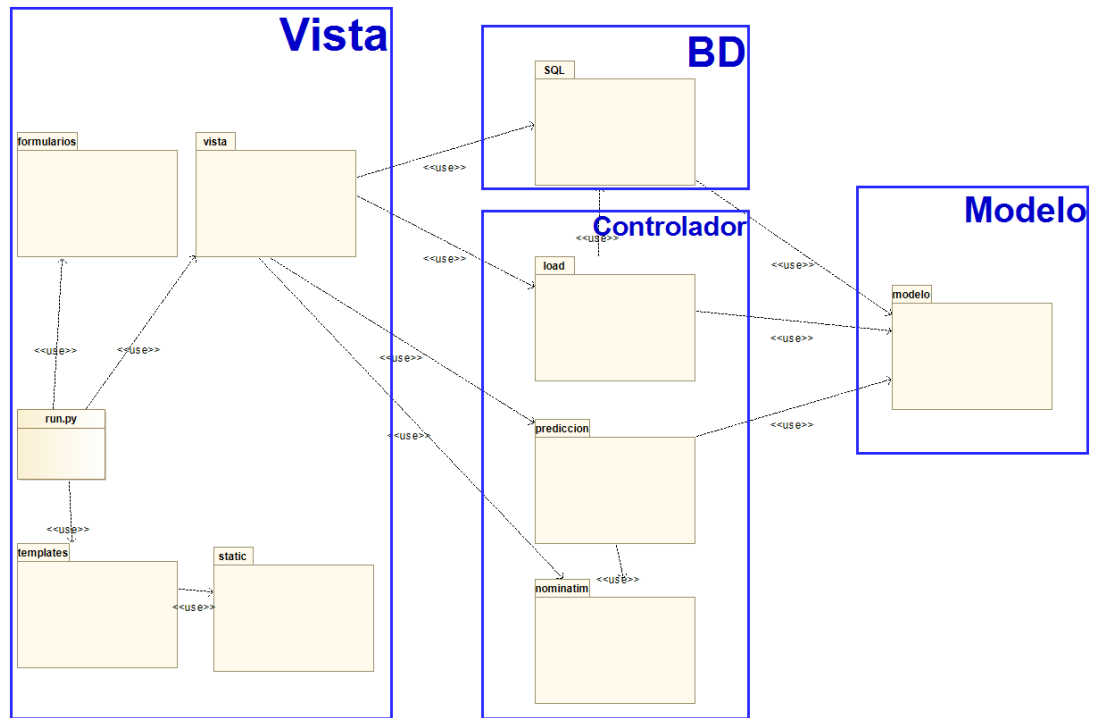 Vista
BD
SQL
formularios
vista
<<use>>
Modelo
Controlador
<<use>>
<<use>>
load
<<use>>
modelo
<<use>>
<<use>>
<<use>>
<<use>>
run.py
prediccion
<<use>>
<<use>>
<<use>>
templates
static
<<use>>
nominatim
<<use>>